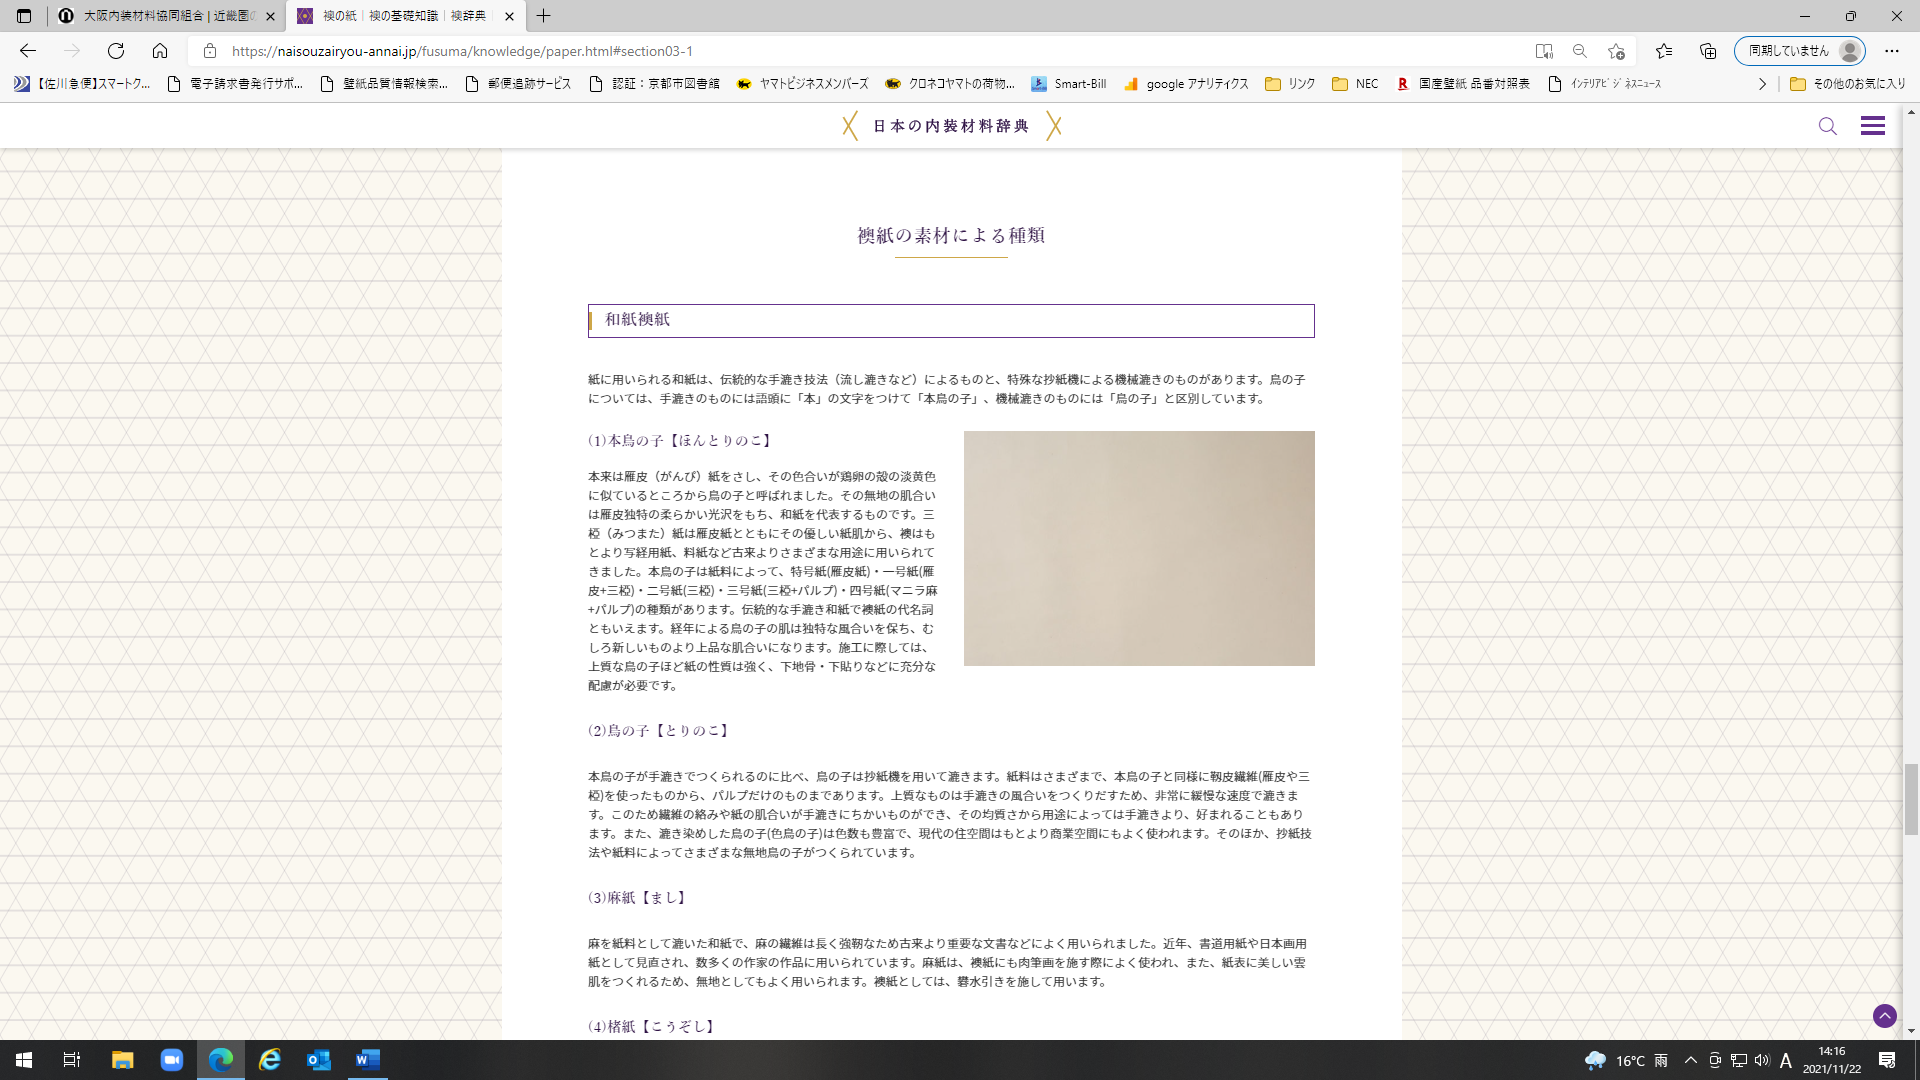 大阪内装材料協同組合 | 近畿圏の
襖の紙｜襖の基礎知識｜襖辞典｜
https://naisouzairyou-annai.jp/fusuma/knowledge/paper.html#section03-1
同期していません
【佐川急便】スマートク...
電子請求書発行サポ...
壁紙品質情報検索...
郵便追跡サービス
認証：京都市図書館
ヤマトビジネスメンバーズ
クロネコヤマトの荷物...
Smart-Bill
google アナリティクス
リンク
NEC
国産壁紙 品番対照表
ｲﾝﾃﾘｱﾋﾞｼﾞﾈｽﾆｭｰｽ
その他のお気に入り
日本の内装材料辞典
襖紙の素材による種類
和紙襖紙
紙に用いられる和紙は、伝統的な手漉き技法（流し漉きなど）によるものと、特殊な抄紙機による機械漉きのものがあります。鳥の子
については、手漉きのものには語頭に「本」の文字をつけて「本鳥の子」、機械漉きのものには「鳥の子」と区別しています。
(1)本鳥の子【ほんとりのこ】
本来は雁皮（がんぴ）紙をさし、その色合いが鶏卵の殻の淡黄色
に似ているところから鳥の子と呼ばれました。その無地の肌合い
は雁皮独特の柔らかい光沢をもち、和紙を代表するものです。三
椏（みつまた）紙は雁皮紙とともにその優しい紙肌から、襖はも
とより写経用紙、料紙など古来よりさまざまな用途に用いられて
きました。本鳥の子は紙料によって、特号紙(雁皮紙)・一号紙(雁
皮+三椏)・二号紙(三椏)・三号紙(三椏+パルプ)・四号紙(マニラ麻
+パルプ)の種類があります。伝統的な手漉き和紙で襖紙の代名詞
ともいえます。経年による鳥の子の肌は独特な風合いを保ち、む
しろ新しいものより上品な肌合いになります。施工に際しては、
上質な鳥の子ほど紙の性質は強く、下地骨・下貼りなどに充分な
配慮が必要です。
(2)鳥の子【とりのこ】
本鳥の子が手漉きでつくられるのに比べ、鳥の子は抄紙機を用いて漉きます。紙料はさまざまで、本鳥の子と同様に靱皮繊維(雁皮や三
椏)を使ったものから、パルプだけのものまであります。上質なものは手漉きの風合いをつくりだすため、非常に緩慢な速度で漉きま
す。このため繊維の絡みや紙の肌合いが手漉きにちかいものができ、その均質さから用途によっては手漉きより、好まれることもあり
ます。また、漉き染めした鳥の子(色鳥の子)は色数も豊富で、現代の住空間はもとより商業空間にもよく使われます。そのほか、抄紙技
法や紙料によってさまざまな無地鳥の子がつくられています。
(3)麻紙【まし】
麻を紙料として漉いた和紙で、麻の繊維は長く強靭なため古来より重要な文書などによく用いられました。近年、書道用紙や日本画用
紙として見直され、数多くの作家の作品に用いられています。麻紙は、襖紙にも肉筆画を施す際によく使われ、また、紙表に美しい雲
肌をつくれるため、無地としてもよく用いられます。襖紙としては、礬水引きを施して用います。
(4)楮紙【こうぞし】
16°C 雨
A
14:16
2021/11/22